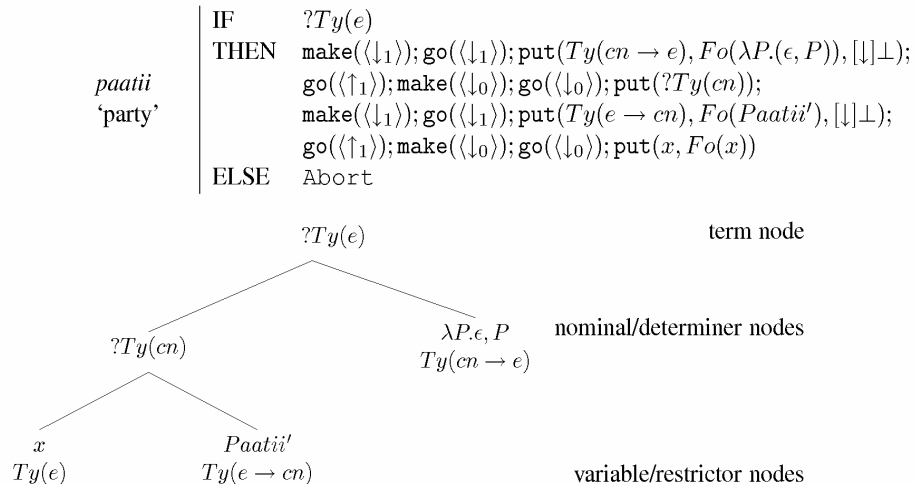 IF ?Ty(e)
THEN make(⟨↓₁⟩); go(⟨↓₁⟩); put(Ty(cn → e), Fo(λP.(ϵ, P)), [↓]⊥);
paatii go(⟨↑₁⟩); make(⟨↓₀⟩); go(⟨↓₀⟩); put(?Ty(cn));
‘party’ make(⟨↓₁⟩); go(⟨↓₁⟩); put(Ty(e → cn), Fo(Paatii′), [↓]⊥;
go(⟨↑₁⟩); make(⟨↓₀⟩); go(⟨↓₀⟩); put(x, Fo(x))
ELSE Abort
?Ty(e) term node
?Ty(cn) λP.ϵ, P nominal/determiner nodes
Ty(cn → e)
x Paatii′
Ty(e) Ty(e → cn) variable/restrictor nodes